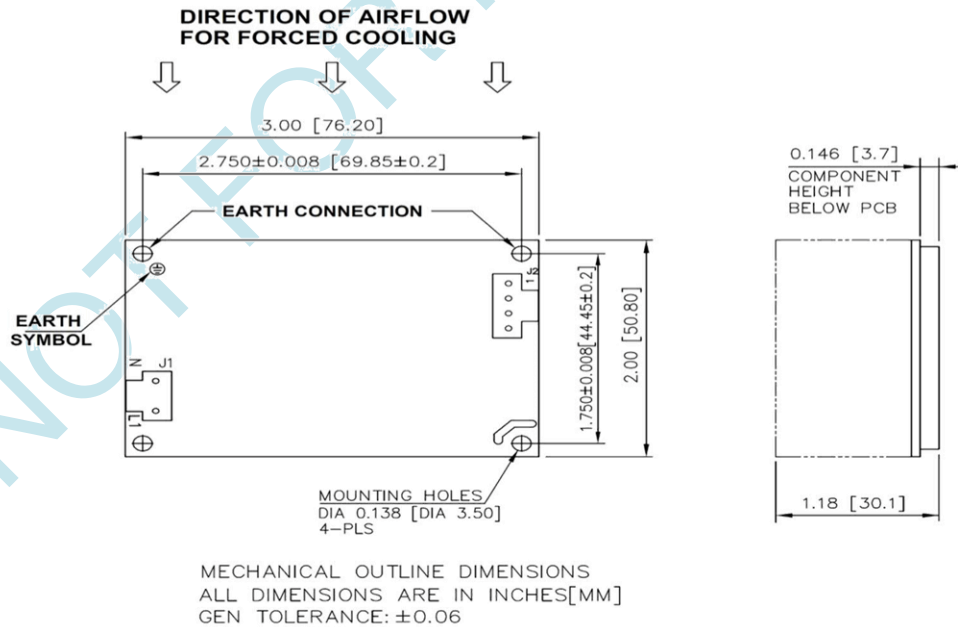 DIRECTION OF AIRFLOW
FOR FORCED COOLING
3.00 [76.20]
2.750±0.008 [69.85±0.2]
EARTH CONNECTION
0.146 [3.7]
COMPONENT
HEIGHT
BELOW PCB
J2
1
EARTH
SYMBOL
N
J1
L1
1.750±0.008[44.45±0.2]
2.00 [50.80]
MOUNTING HOLES
DIA 0.138 [DIA 3.50]
4-PLS
1.18 [30.1]
MECHANICAL OUTLINE DIMENSIONS
ALL DIMENSIONS ARE IN INCHES[MM]
GEN TOLERANCE: ±0.06
NOT FOR